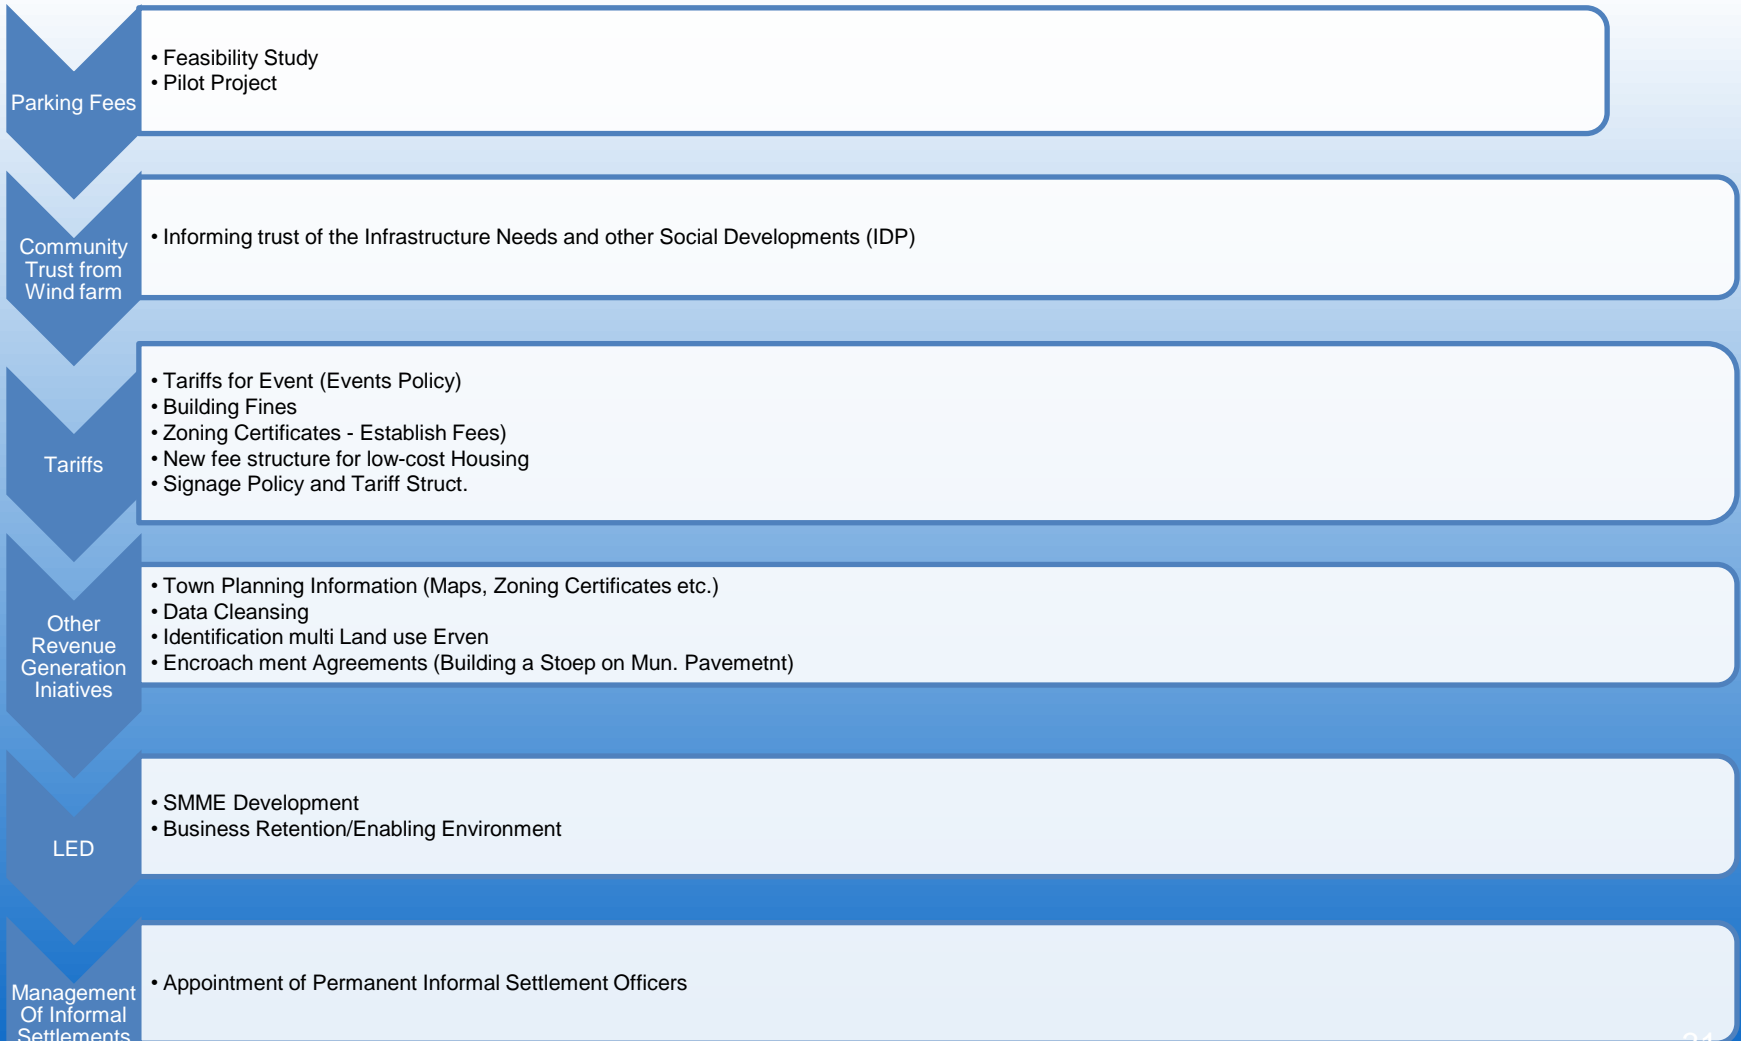 Parking Fees
• Feasibility Study
• Pilot Project
Community
Trust from
Wind farm
• Informing trust of the Infrastructure Needs and other Social Developments (IDP)
Tariffs
• Tariffs for Event (Events Policy)
• Building Fines
• Zoning Certificates - Establish Fees)
• New fee structure for low-cost Housing
• Signage Policy and Tariff Struct.
Other
Revenue
Generation
Iniatives
• Town Planning Information (Maps, Zoning Certificates etc.)
• Data Cleansing
• Identification multi Land use Erven
• Encroach ment Agreements (Building a Stoep on Mun. Pavemetnt)
LED
• SMME Development
• Business Retention/Enabling Environment
Management
Of Informal
Settlements
• Appointment of Permanent Informal Settlement Officers